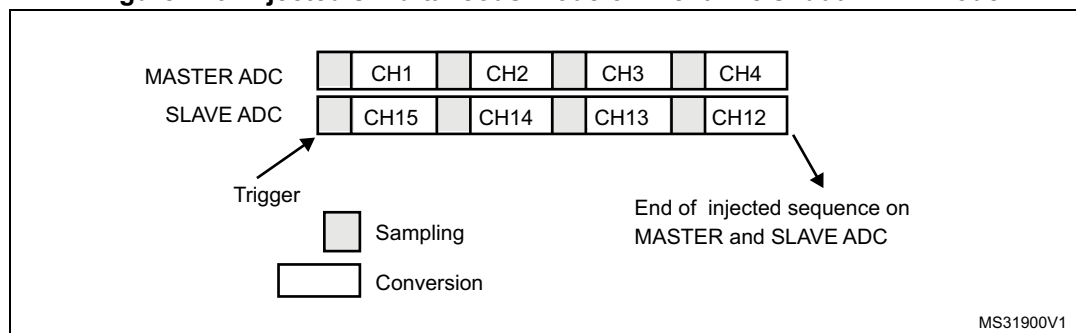 MASTER ADC CH1 CH2 CH3 CH4
SLAVE ADC CH15 CH14 CH13 CH12
Trigger
End of injected sequence on
MASTER and SLAVE ADC
Sampling
Conversion
MS31900V1